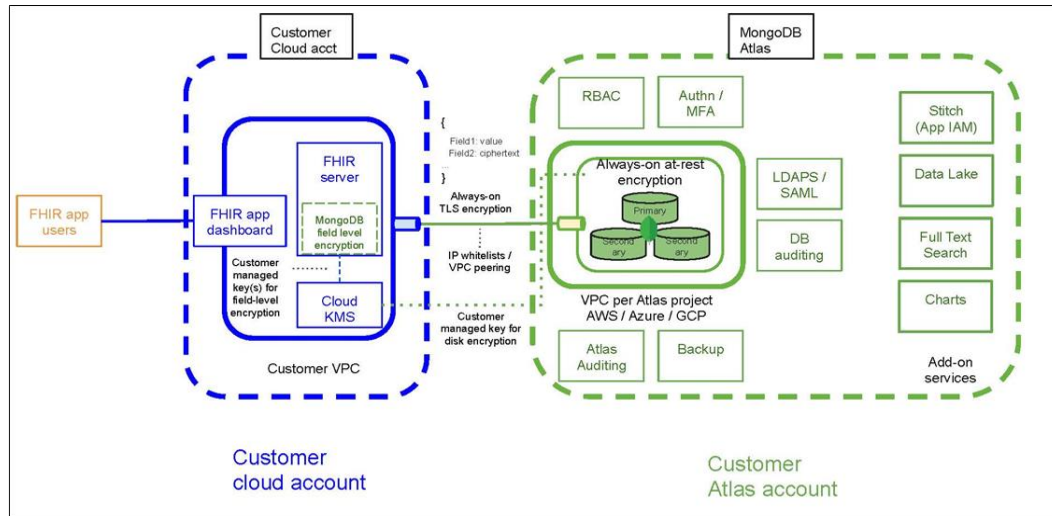 Customer
Cloud acct
MongoDB
Atlas
FHIR app
users
FHIR app
dashboard
FHIR
server
MongoDB
field level
encryption
Customer
managed
key(s) for
field-level
encryption
Cloud
KMS
Customer VPC
{
Field1: value
Field2: ciphertext
...
}
Always-on
TLS encryption
IP whitelists /
VPC peering
Customer
managed key for
disk encryption
RBAC
Authn /
MFA
Always-on at-rest
encryption
Primary
Second
ary
Second
ary
VPC per Atlas project
AWS / Azure / GCP
LDAPS /
SAML
DB
auditing
Atlas
Auditing
Backup
Stitch
(App IAM)
Data Lake
Full Text
Search
Charts
Add-on
services
Customer
cloud account
Customer
Atlas account